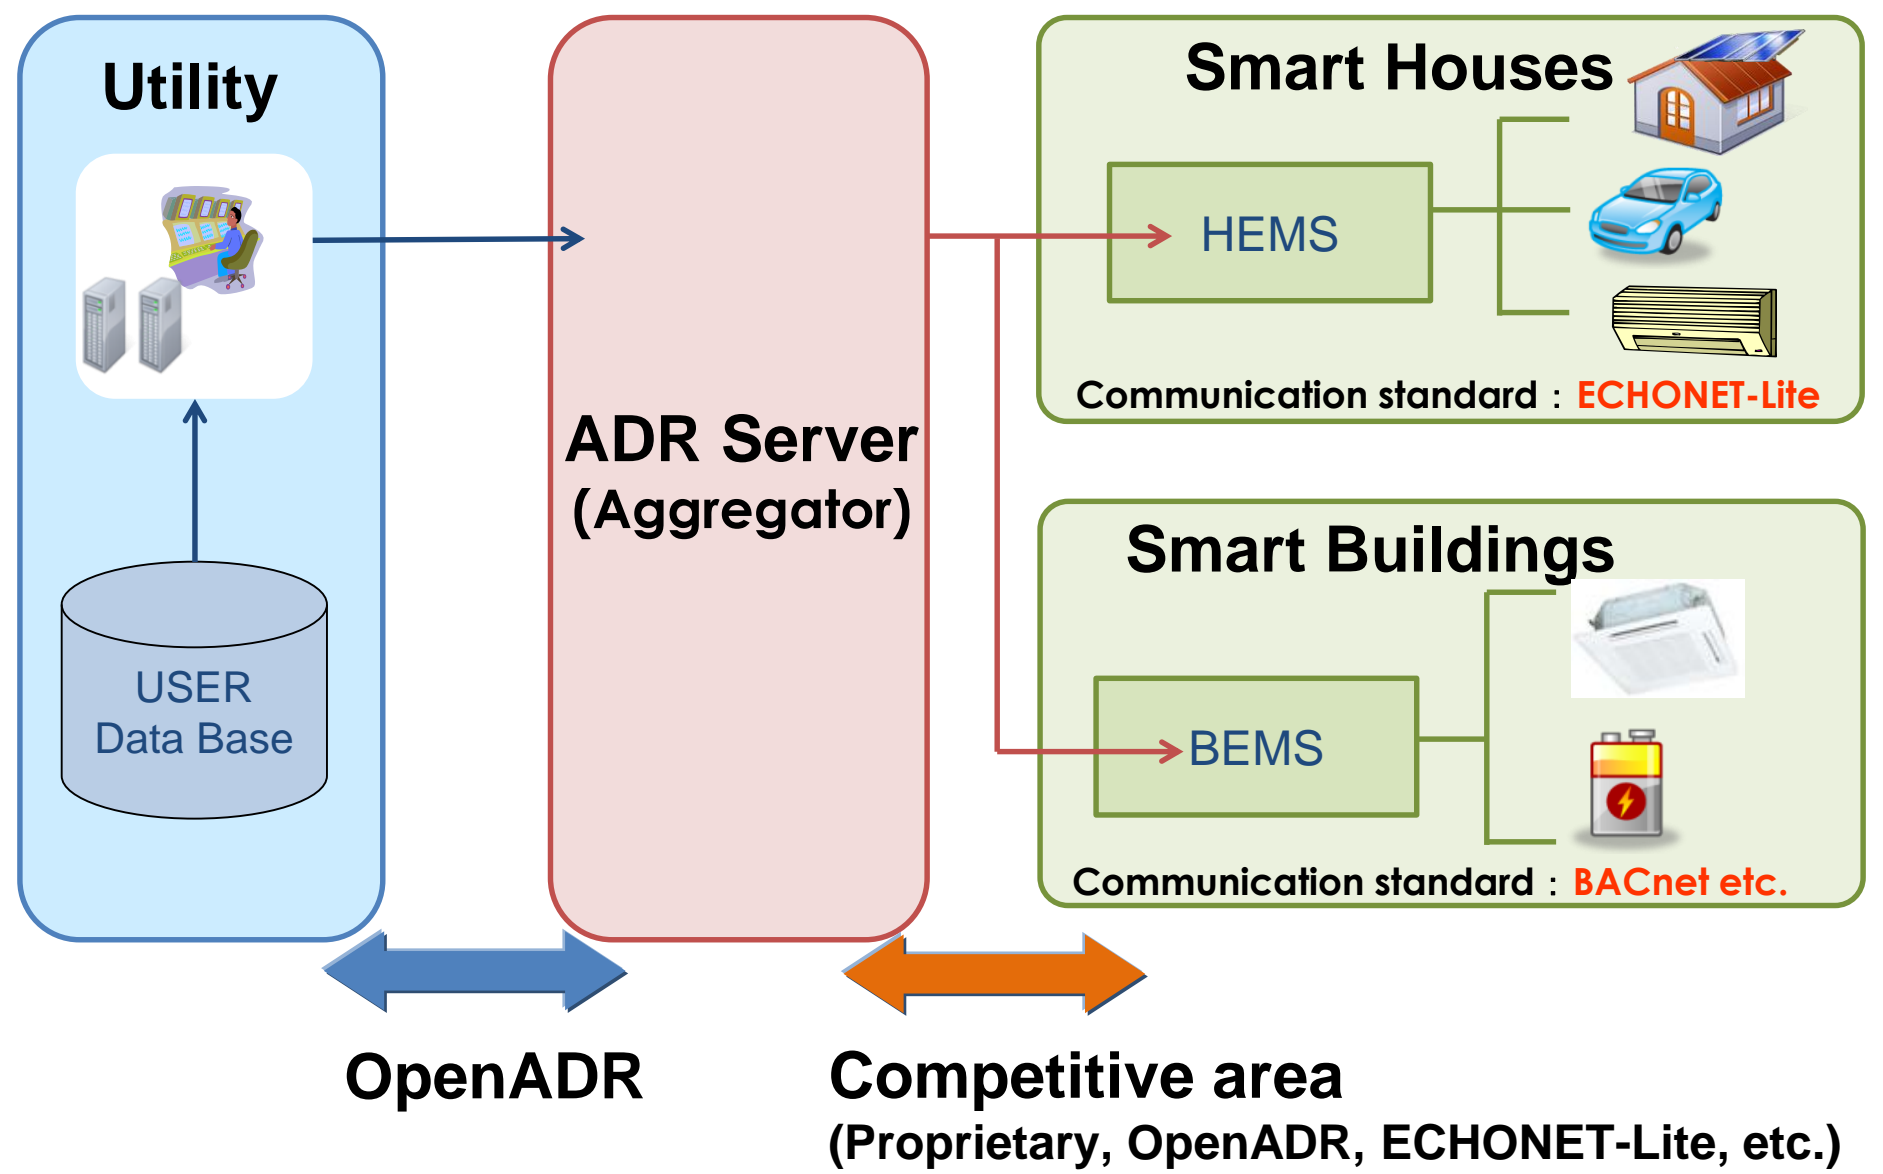 Utility
USER
Data Base
ADR Server
(Aggregator)
Smart Houses
HEMS
Communication standard : ECHONET-Lite
Smart Buildings
BEMS
Communication standard : BACnet etc.
OpenADR
Competitive area
(Proprietary, OpenADR, ECHONET-Lite, etc.)